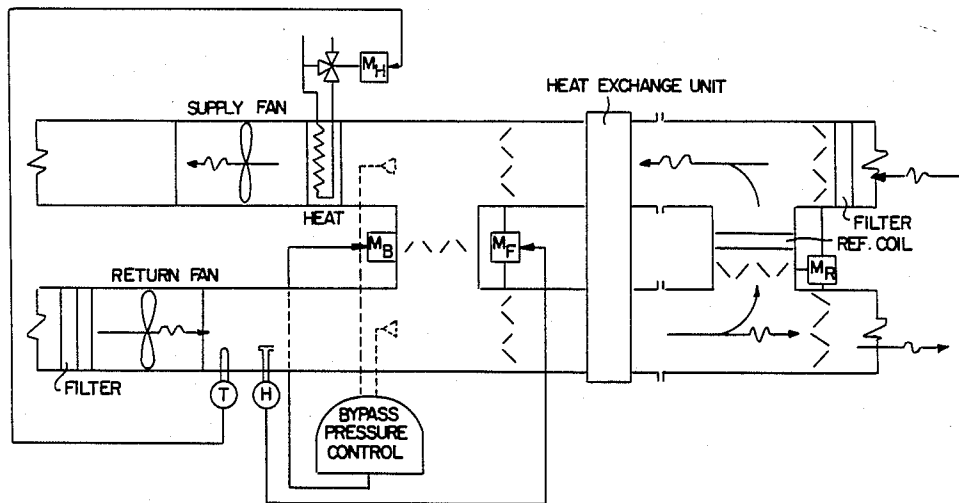 M_H
HEAT EXCHANGE UNIT
SUPPLY FAN
HEAT
FILTER
REF. COIL
M_B
M_F
M_R
RETURN FAN
FILTER
T
H
BYPASS
PRESSURE
CONTROL